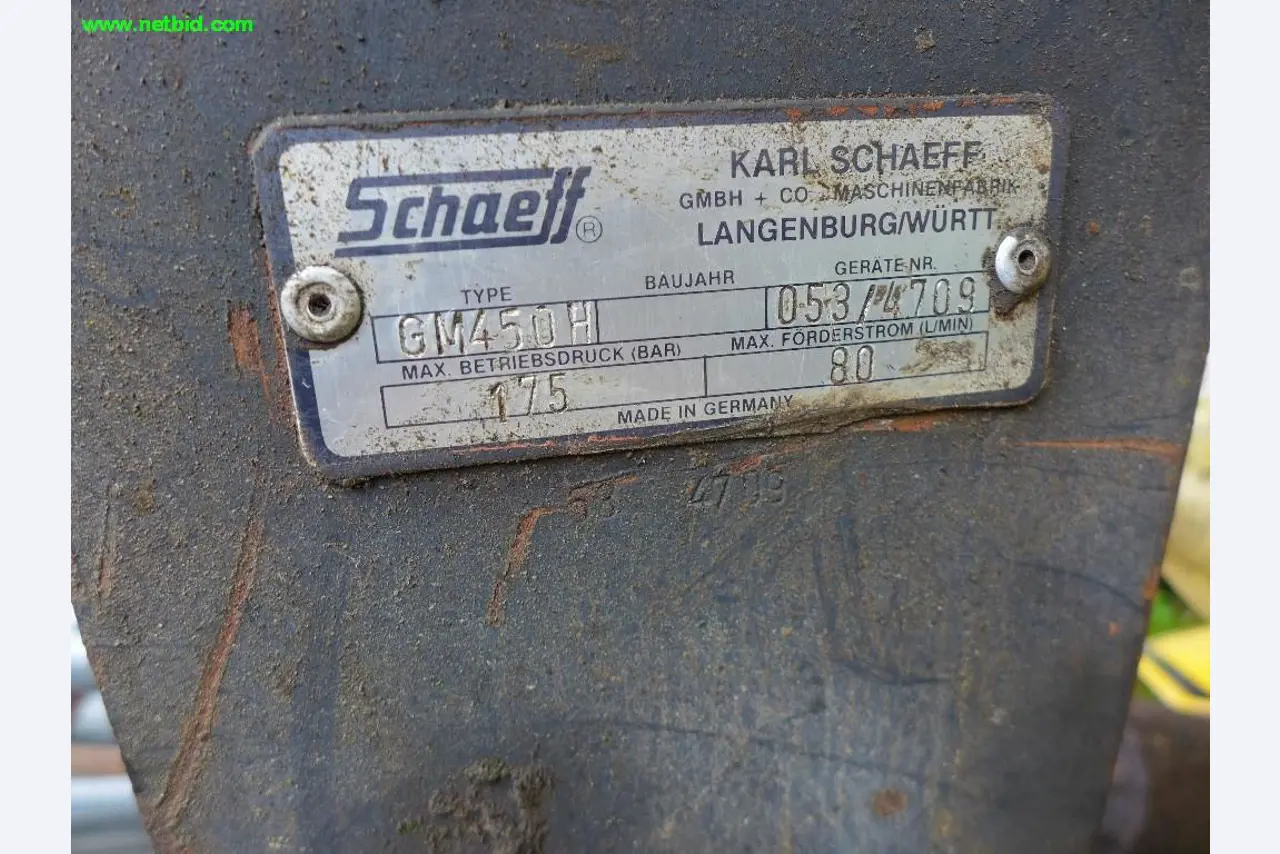 www.netbid.com
Schaeff ®
KARL SCHAEFF
GMBH + CO MASCHINENFABRIK
LANGENBURG/WÜRTT
TYPE BAUJAHR GERÄTE-NR.
GM450H 053/4709
MAX. BETRIEBSDRUCK (BAR) MAX. FÖRDERSTROM (L/MIN)
175 80
MADE IN GERMANY
53 4709